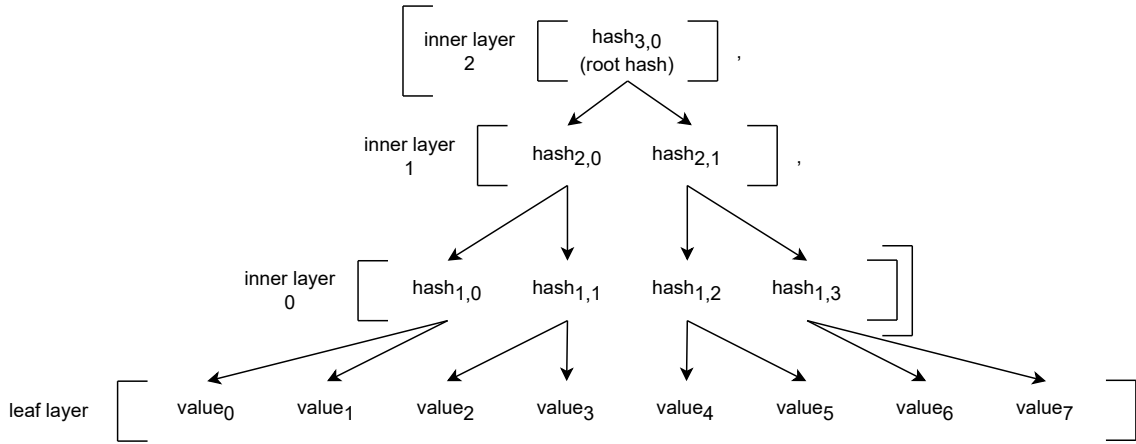 inner layer
2
hash3,0
(root hash)
,
inner layer
1
hash2,0 hash2,1
,
inner layer
0
hash1,0 hash1,1 hash1,2 hash1,3
leaf layer value0 value1 value2 value3 value4 value5 value6 value7